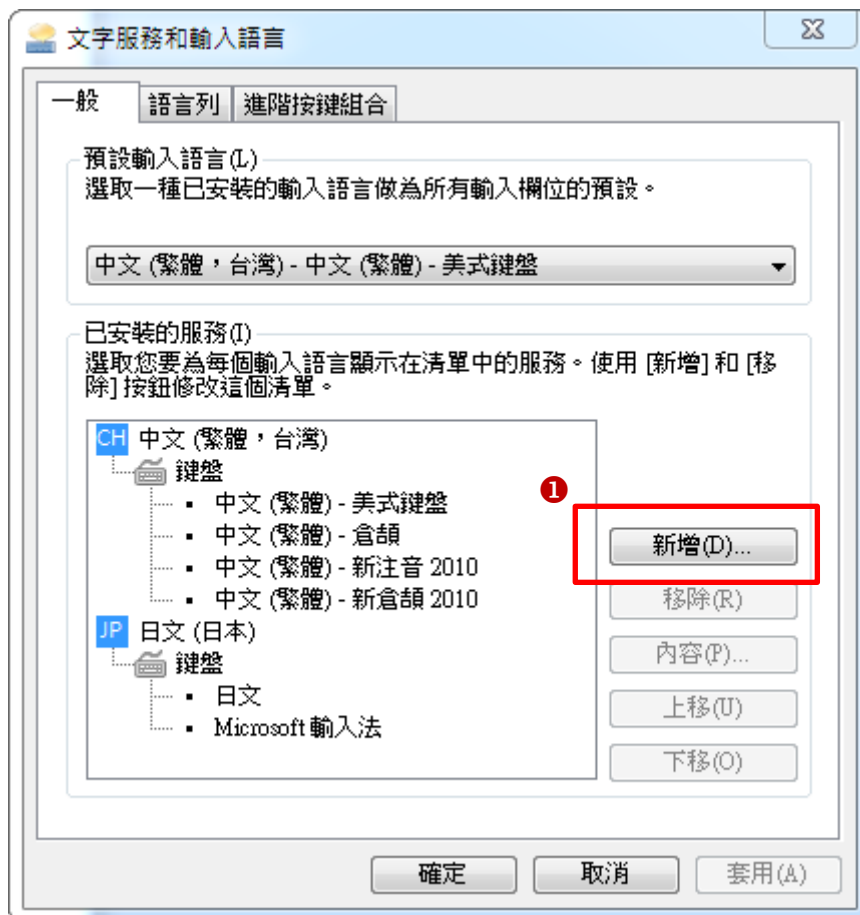 文字服務和輸入語言
一般 語言列 進階按鍵組合
預設輸入語言(L)
選取一種已安裝的輸入語言做為所有輸入欄位的預設。
中文 (繁體，台灣) - 中文 (繁體) - 美式鍵盤
已安裝的服務(I)
選取您要為每個輸入語言顯示在清單中的服務。使用 [新增] 和 [移
除] 按鈕修改這個清單。
CH 中文 (繁體，台灣)
鍵盤
▪ 中文 (繁體) - 美式鍵盤
▪ 中文 (繁體) - 倉頡
▪ 中文 (繁體) - 新注音 2010
▪ 中文 (繁體) - 新倉頡 2010
JP 日文 (日本)
鍵盤
▪ 日文
▪ Microsoft 輸入法
❶
新增(D)...
移除(R)
內容(P)...
上移(U)
下移(O)
確定 取消 套用(A)